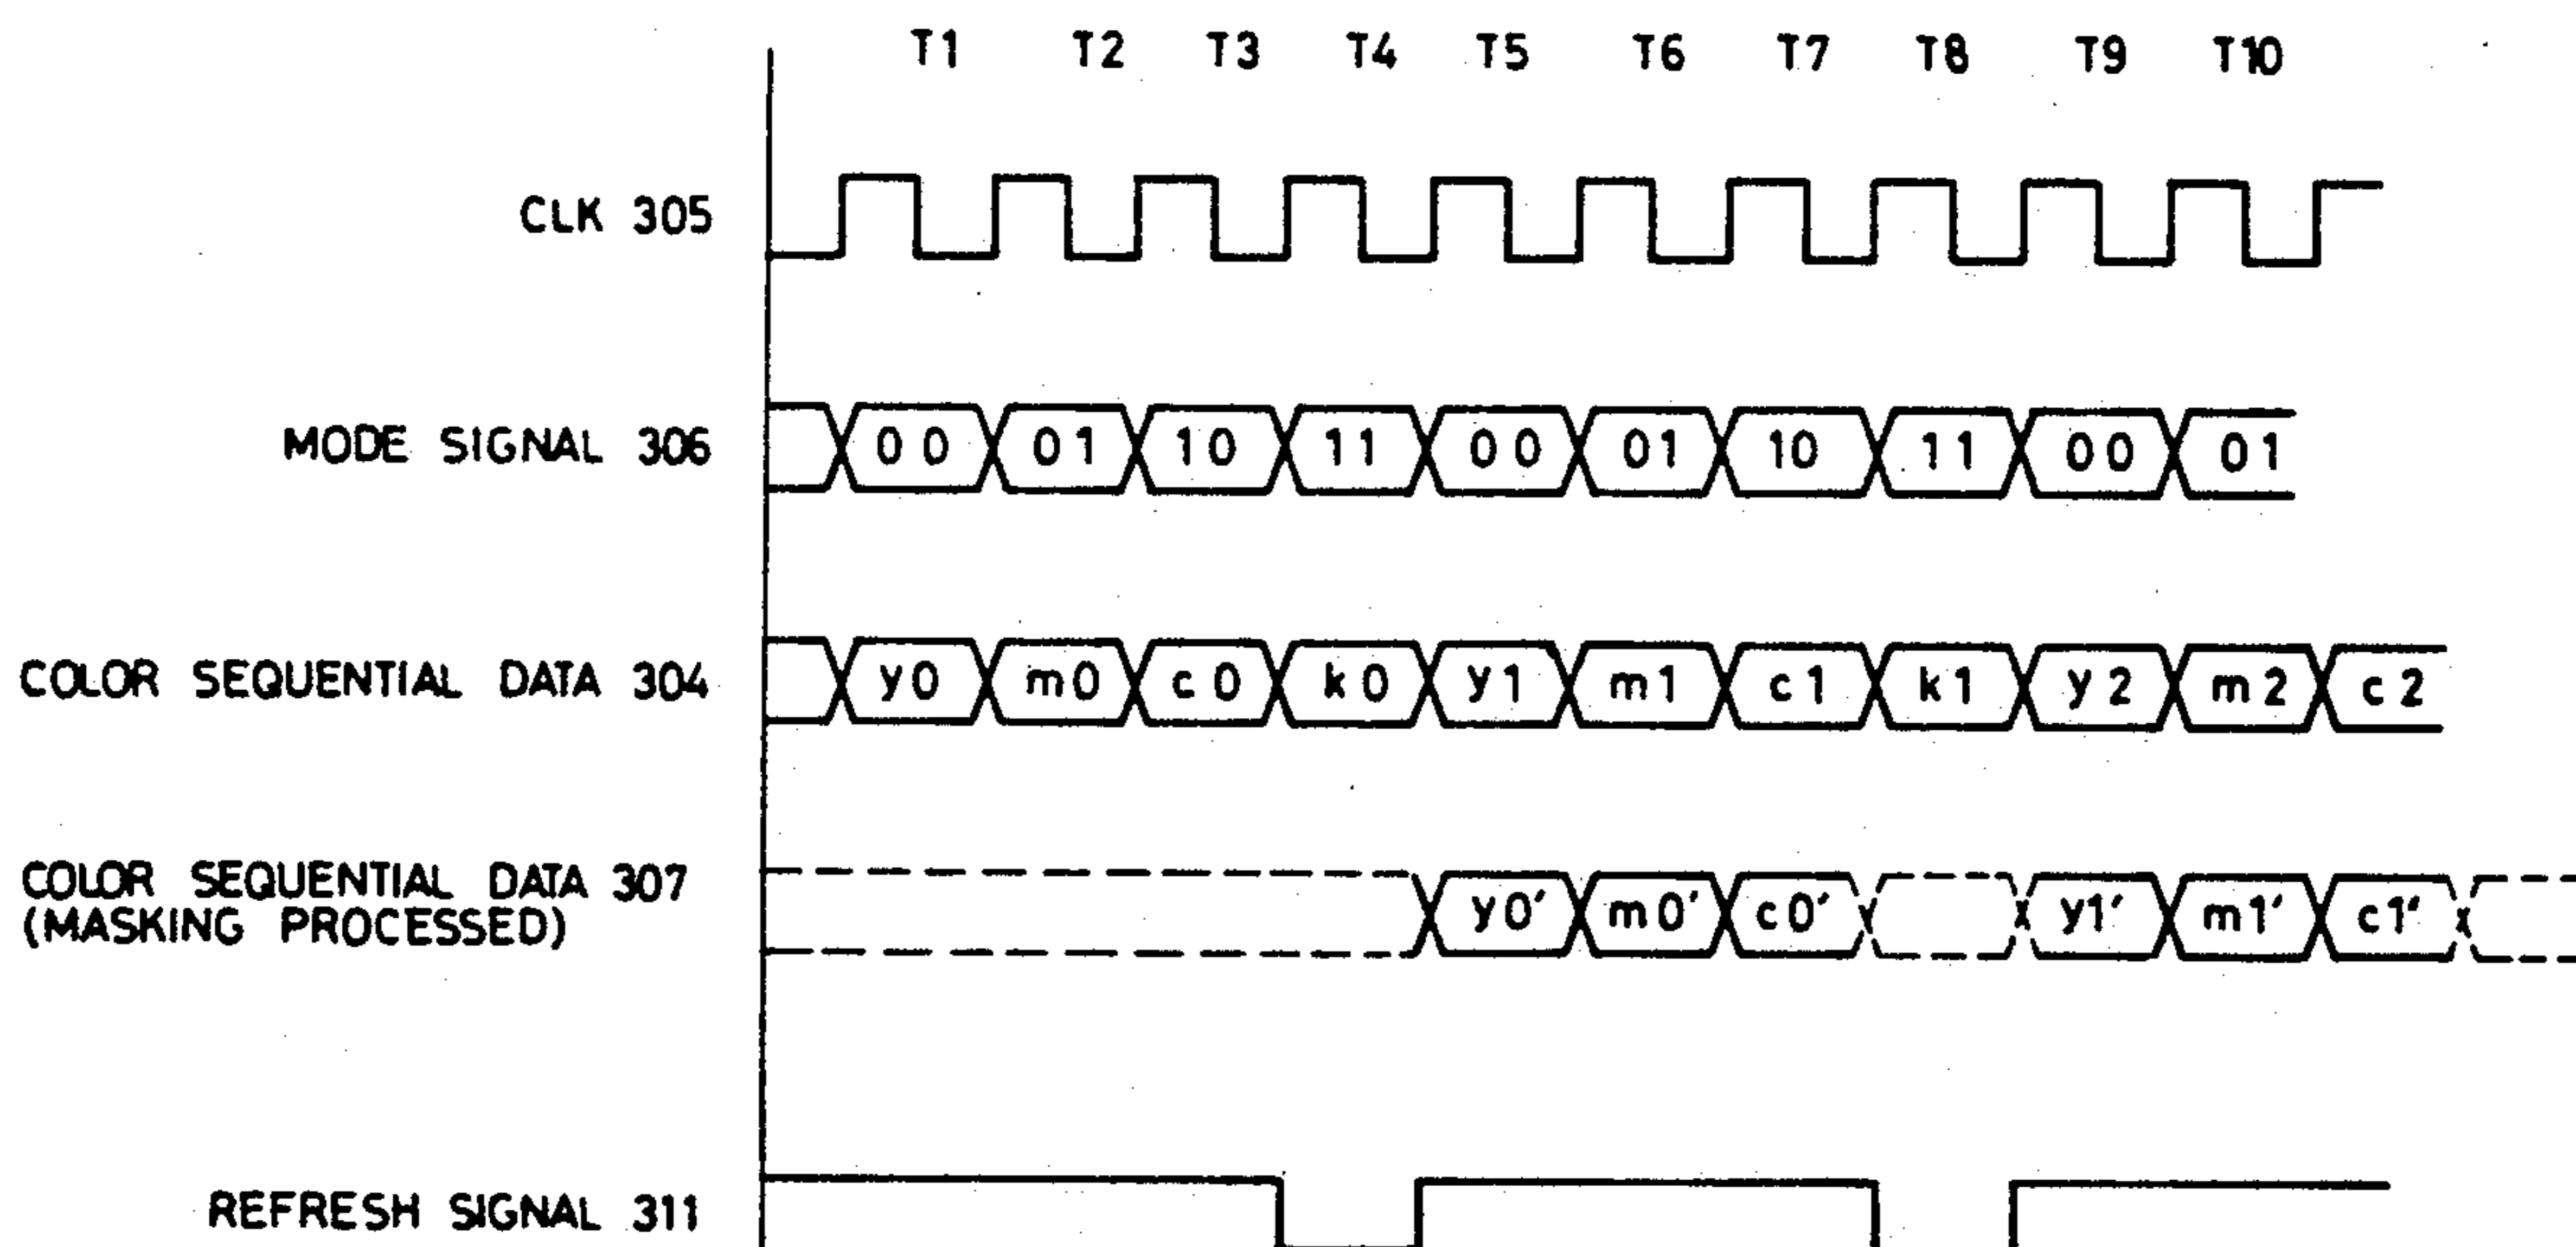 T1 T2 T3 T4 T5 T6 T7 T8 T9 T10
CLK 305
MODE SIGNAL 306 00 01 10 11 00 01 10 11 00 01
COLOR SEQUENTIAL DATA 304 y0 m0 c0 k0 y1 m1 c1 k1 y2 m2 c2
COLOR SEQUENTIAL DATA 307 y0' m0' c0' y1' m1' c1'
(MASKING PROCESSED)
REFRESH SIGNAL 311